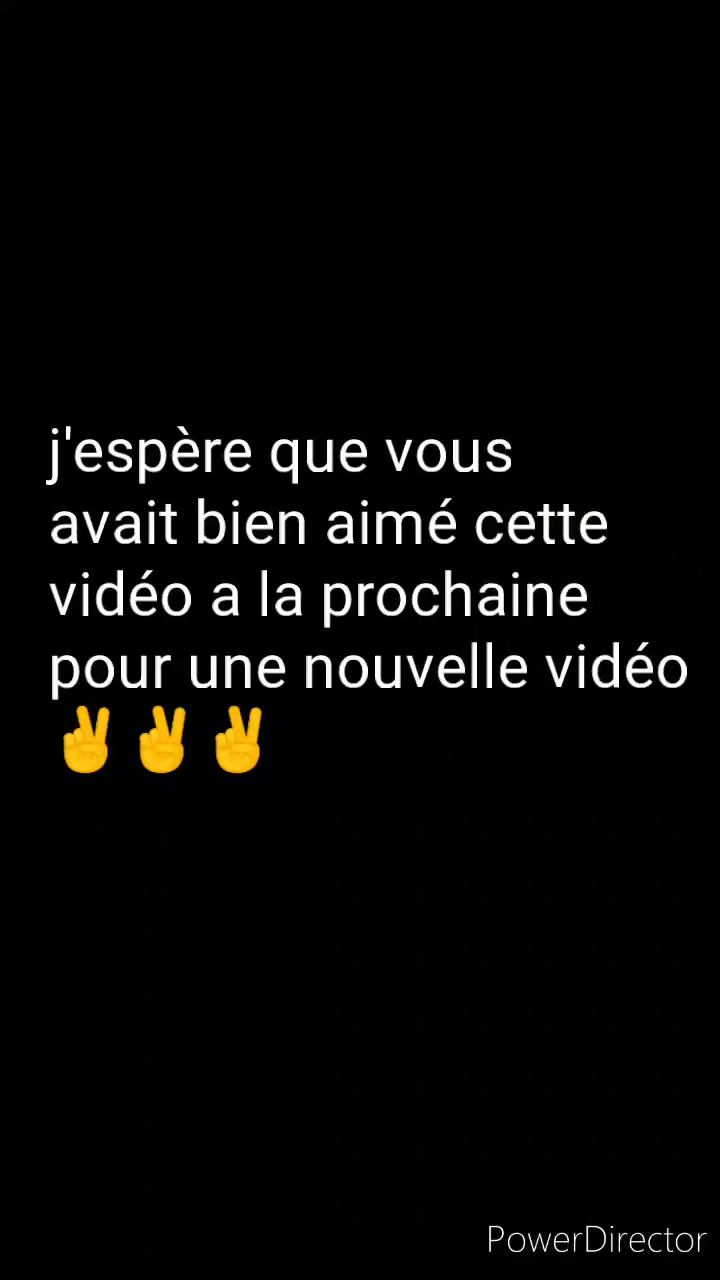 j'espère que vous
avait bien aimé cette
vidéo a la prochaine
pour une nouvelle vidéo
✌✌✌
PowerDirector